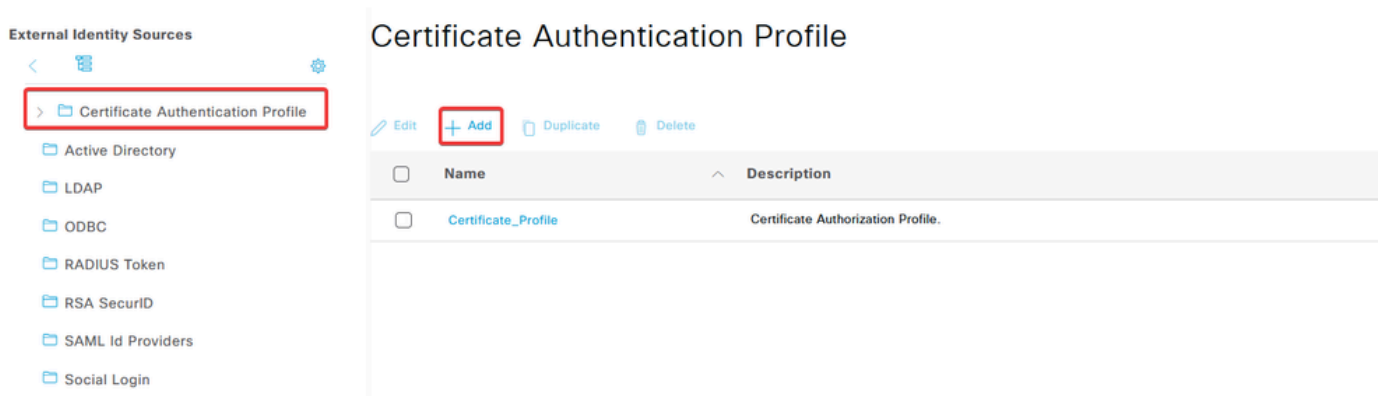 External Identity Sources
Certificate Authentication Profile
Active Directory
LDAP
ODBC
RADIUS Token
RSA SecurID
SAML Id Providers
Social Login
Certificate Authentication Profile
Edit Add Duplicate Delete
Name Description
Certificate_Profile Certificate Authorization Profile.